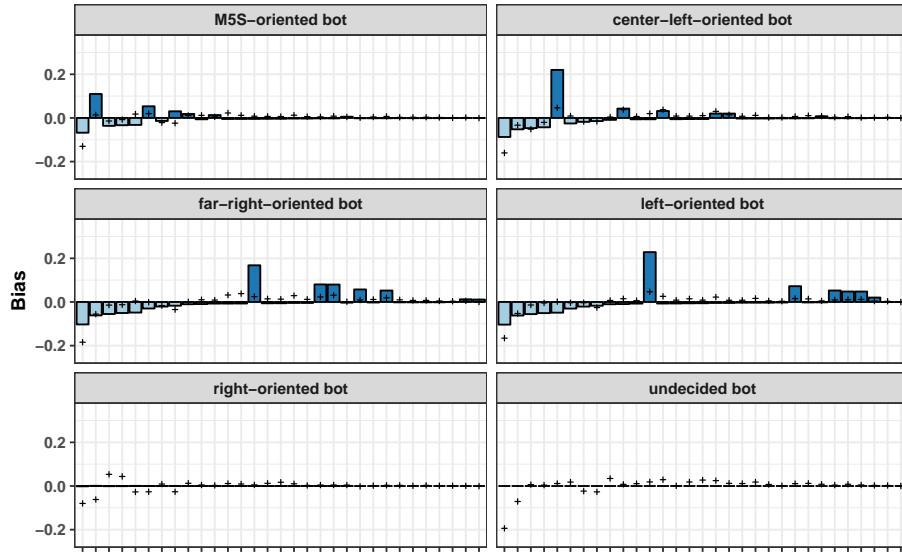 M5S−oriented bot center−left−oriented bot
0.2
0.0
−0.2
far−right−oriented bot left−oriented bot
0.2
0.0
−0.2
Bias
right−oriented bot undecided bot
0.2
0.0
−0.2